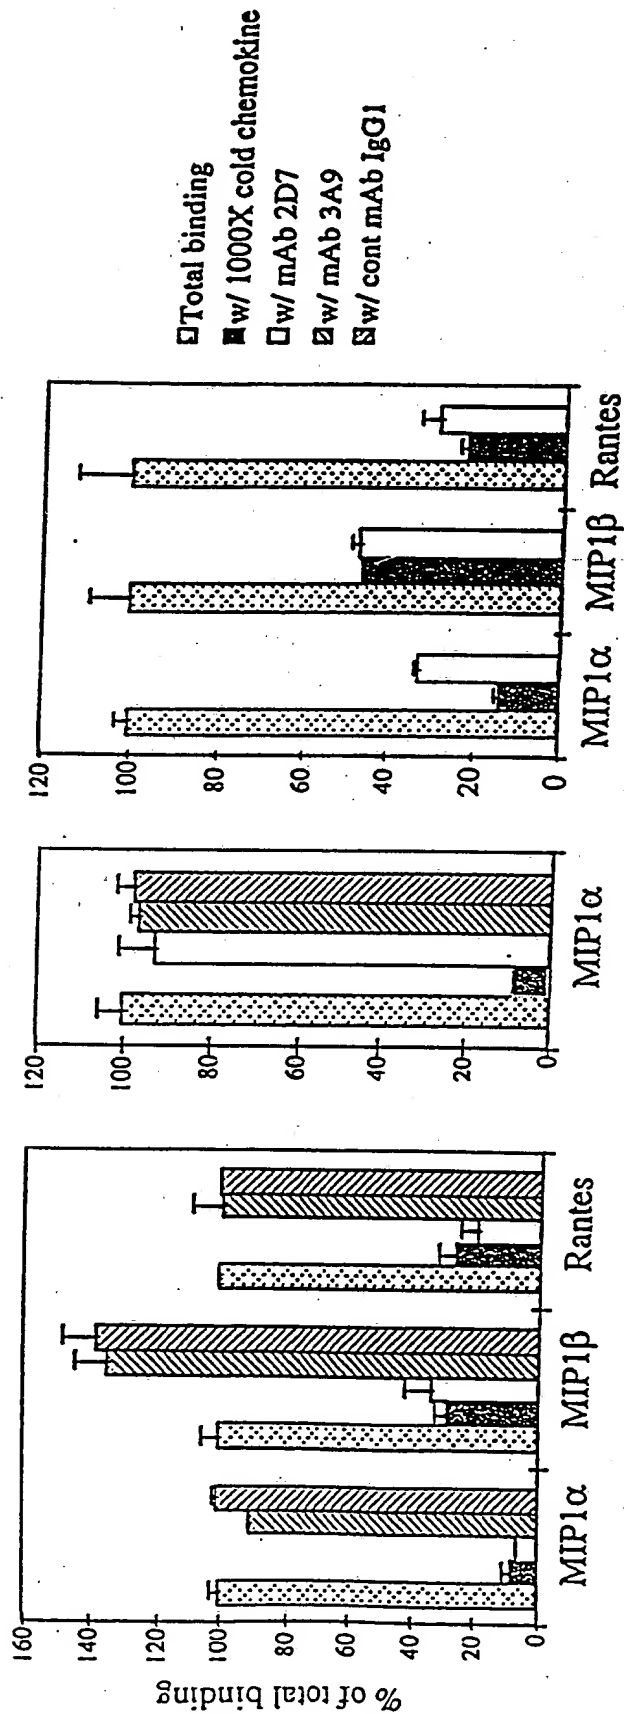 % of total binding
160
140
120
100
80
60
40
20
0
MIP1α
MIP1β
Rantes
120
100
80
60
40
20
0
MIP1α
120
100
80
60
40
20
0
MIP1α
MIP1β
Rantes
Total binding
w/ 1000X cold chemokine
w/ mAb 2D7
w/ mAb 3A9
w/ cont mAb IgG1